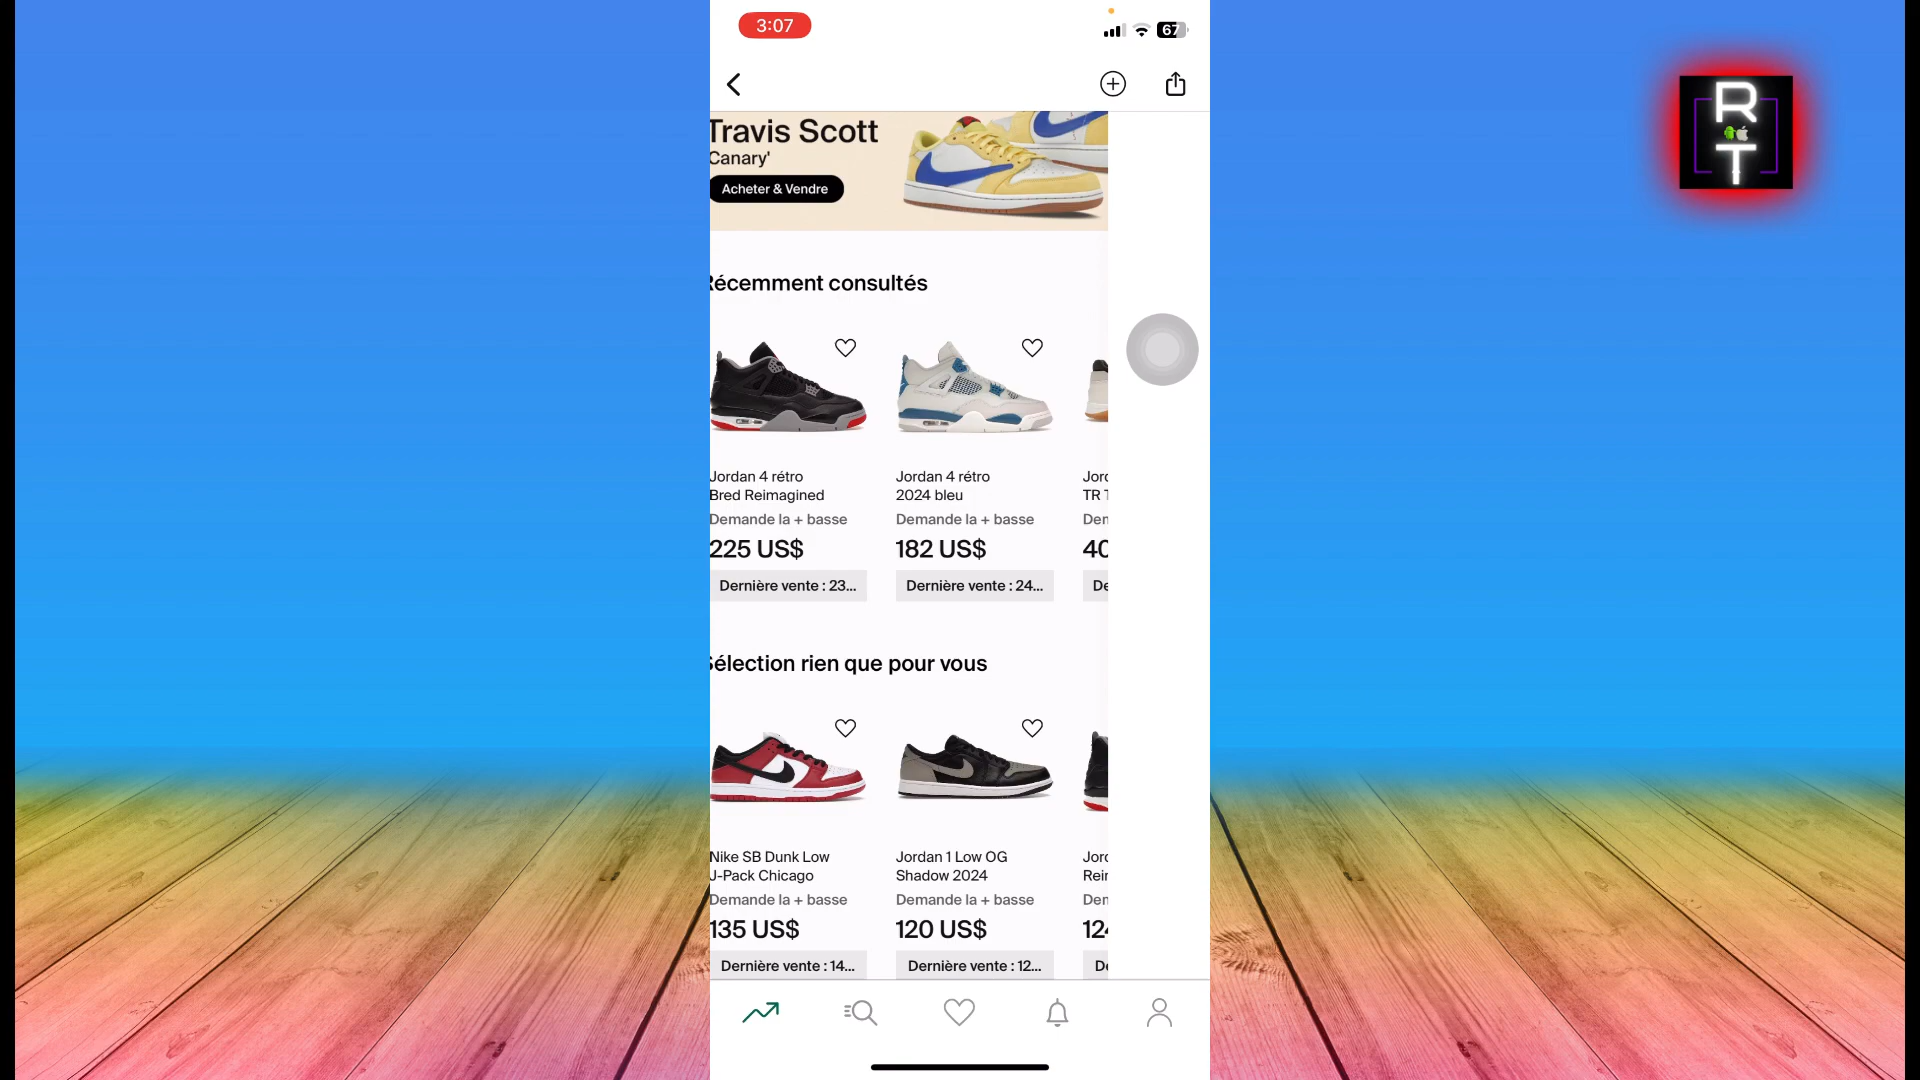 3:07
67
R
T
Travis Scott
Canary'
Acheter & Vendre
Récemment consultés
Jordan 4 rétro
Bred Reimagined
Demande la + basse
225 US$
Dernière vente : 23...
Jordan 4 rétro
2024 bleu
Demande la + basse
182 US$
Dernière vente : 24...
Sélection rien que pour vous
Nike SB Dunk Low
J-Pack Chicago
Demande la + basse
135 US$
Dernière vente : 14...
Jordan 1 Low OG
Shadow 2024
Demande la + basse
120 US$
Dernière vente : 12...